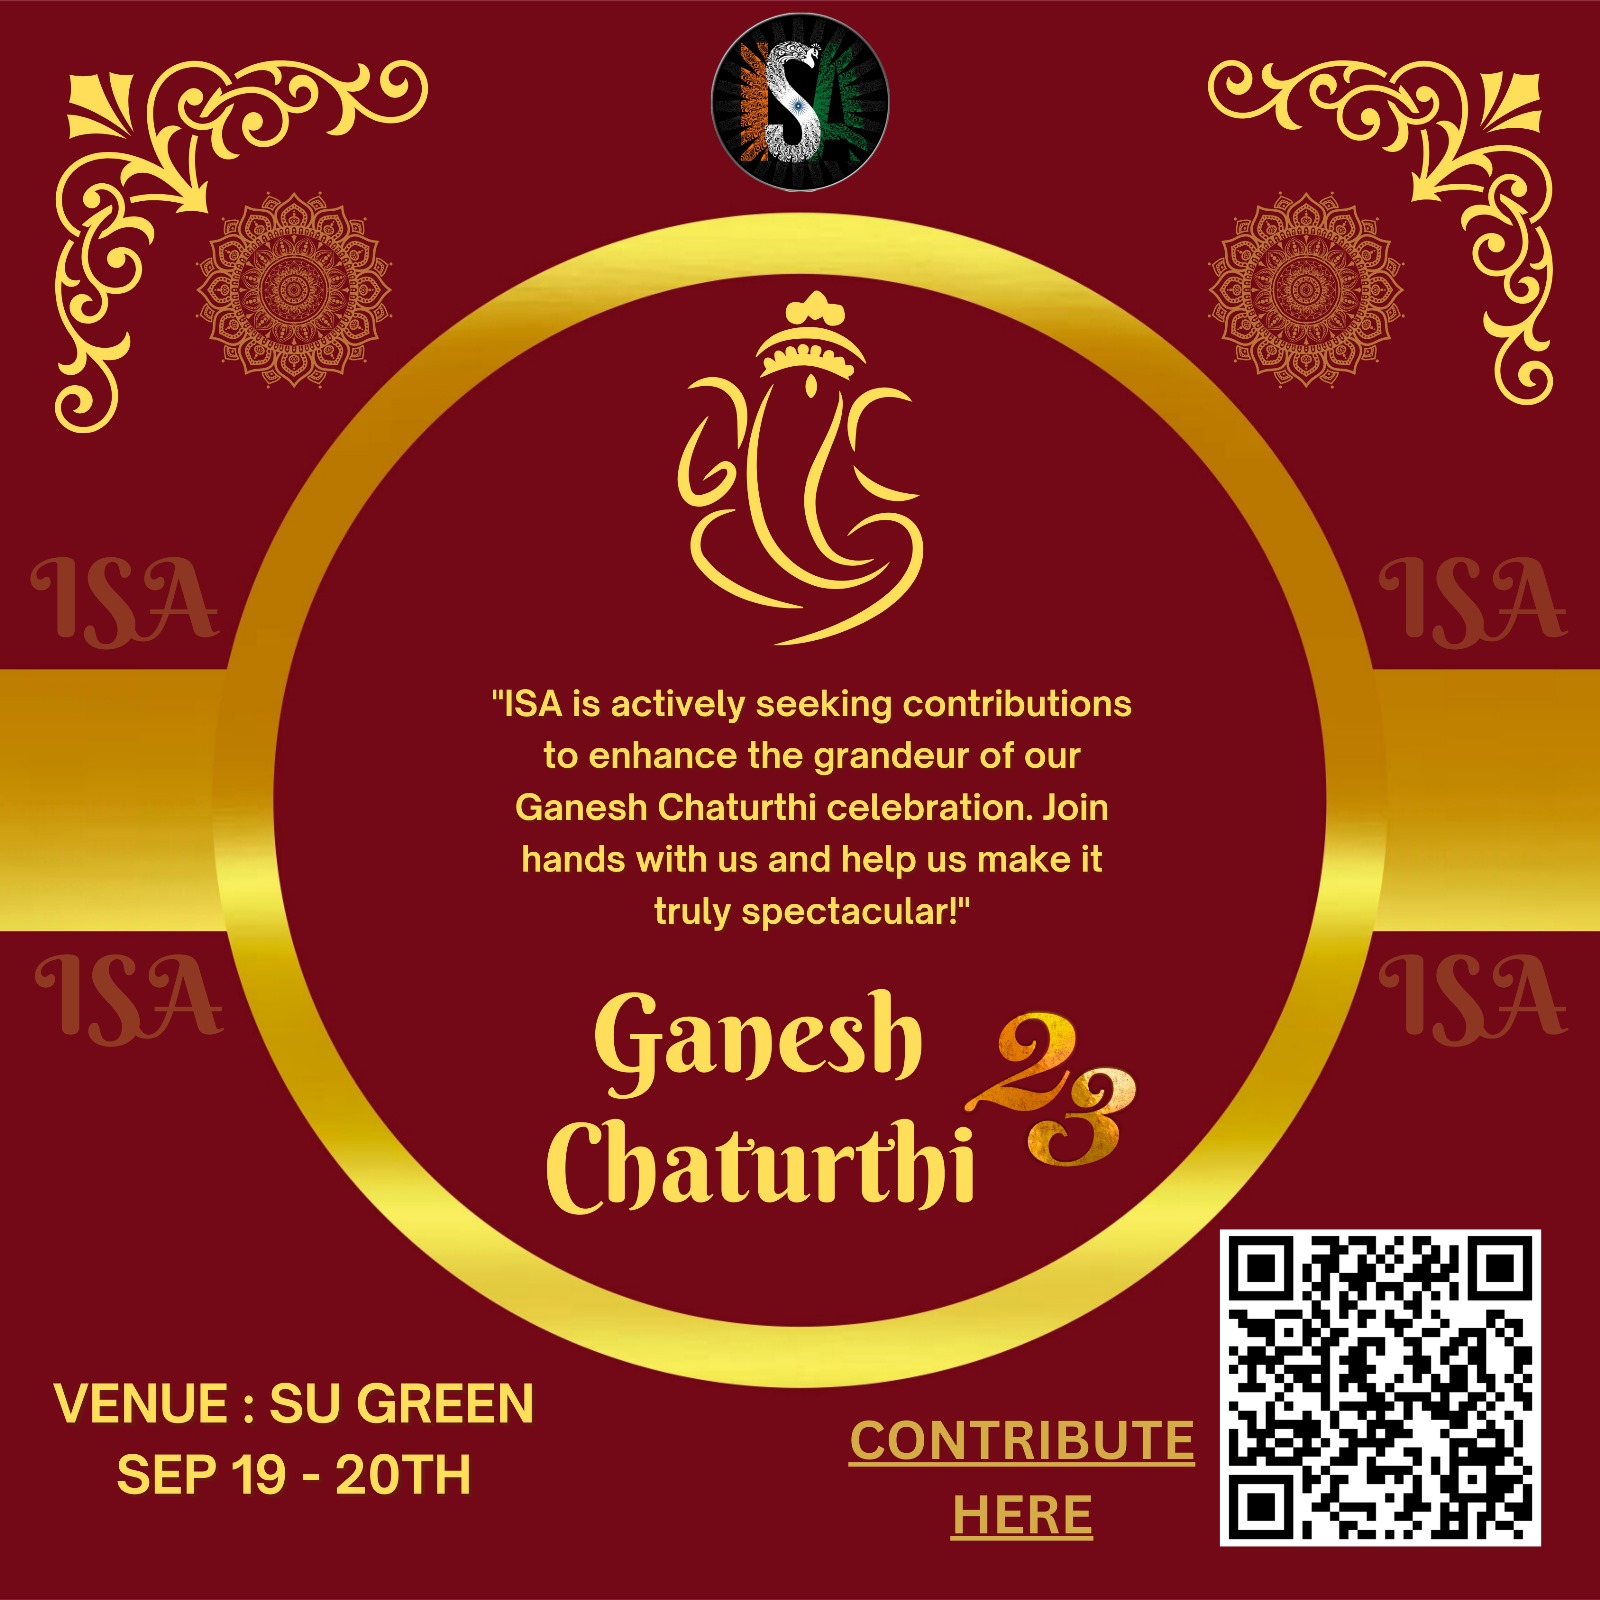 ISA
ISA
ISA
"ISA is actively seeking contributions
to enhance the grandeur of our
Ganesh Chaturthi celebration. Join
hands with us and help us make it
truly spectacular!"
ISA
ISA
Ganesh
Chaturthi
23
VENUE : SU GREEN
SEP 19 - 20TH
CONTRIBUTE
HERE